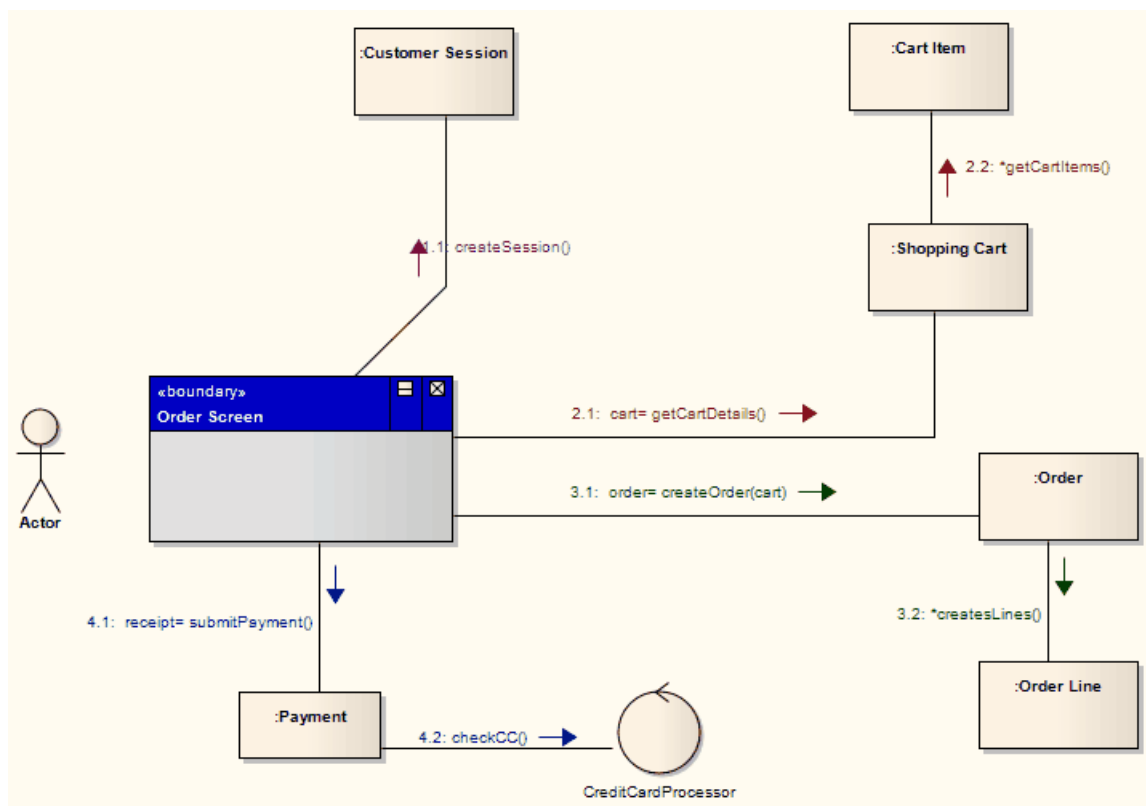 :Customer Session
:Cart Item
2.2: *getCartItems()
1.1: createSession()
:Shopping Cart
«boundary»
Order Screen
2.1: cart= getCartDetails()
Actor
3.1: order= createOrder(cart)
:Order
4.1: receipt= submitPayment()
3.2: *createsLines()
:Order Line
:Payment
4.2: checkCC()
CreditCardProcessor